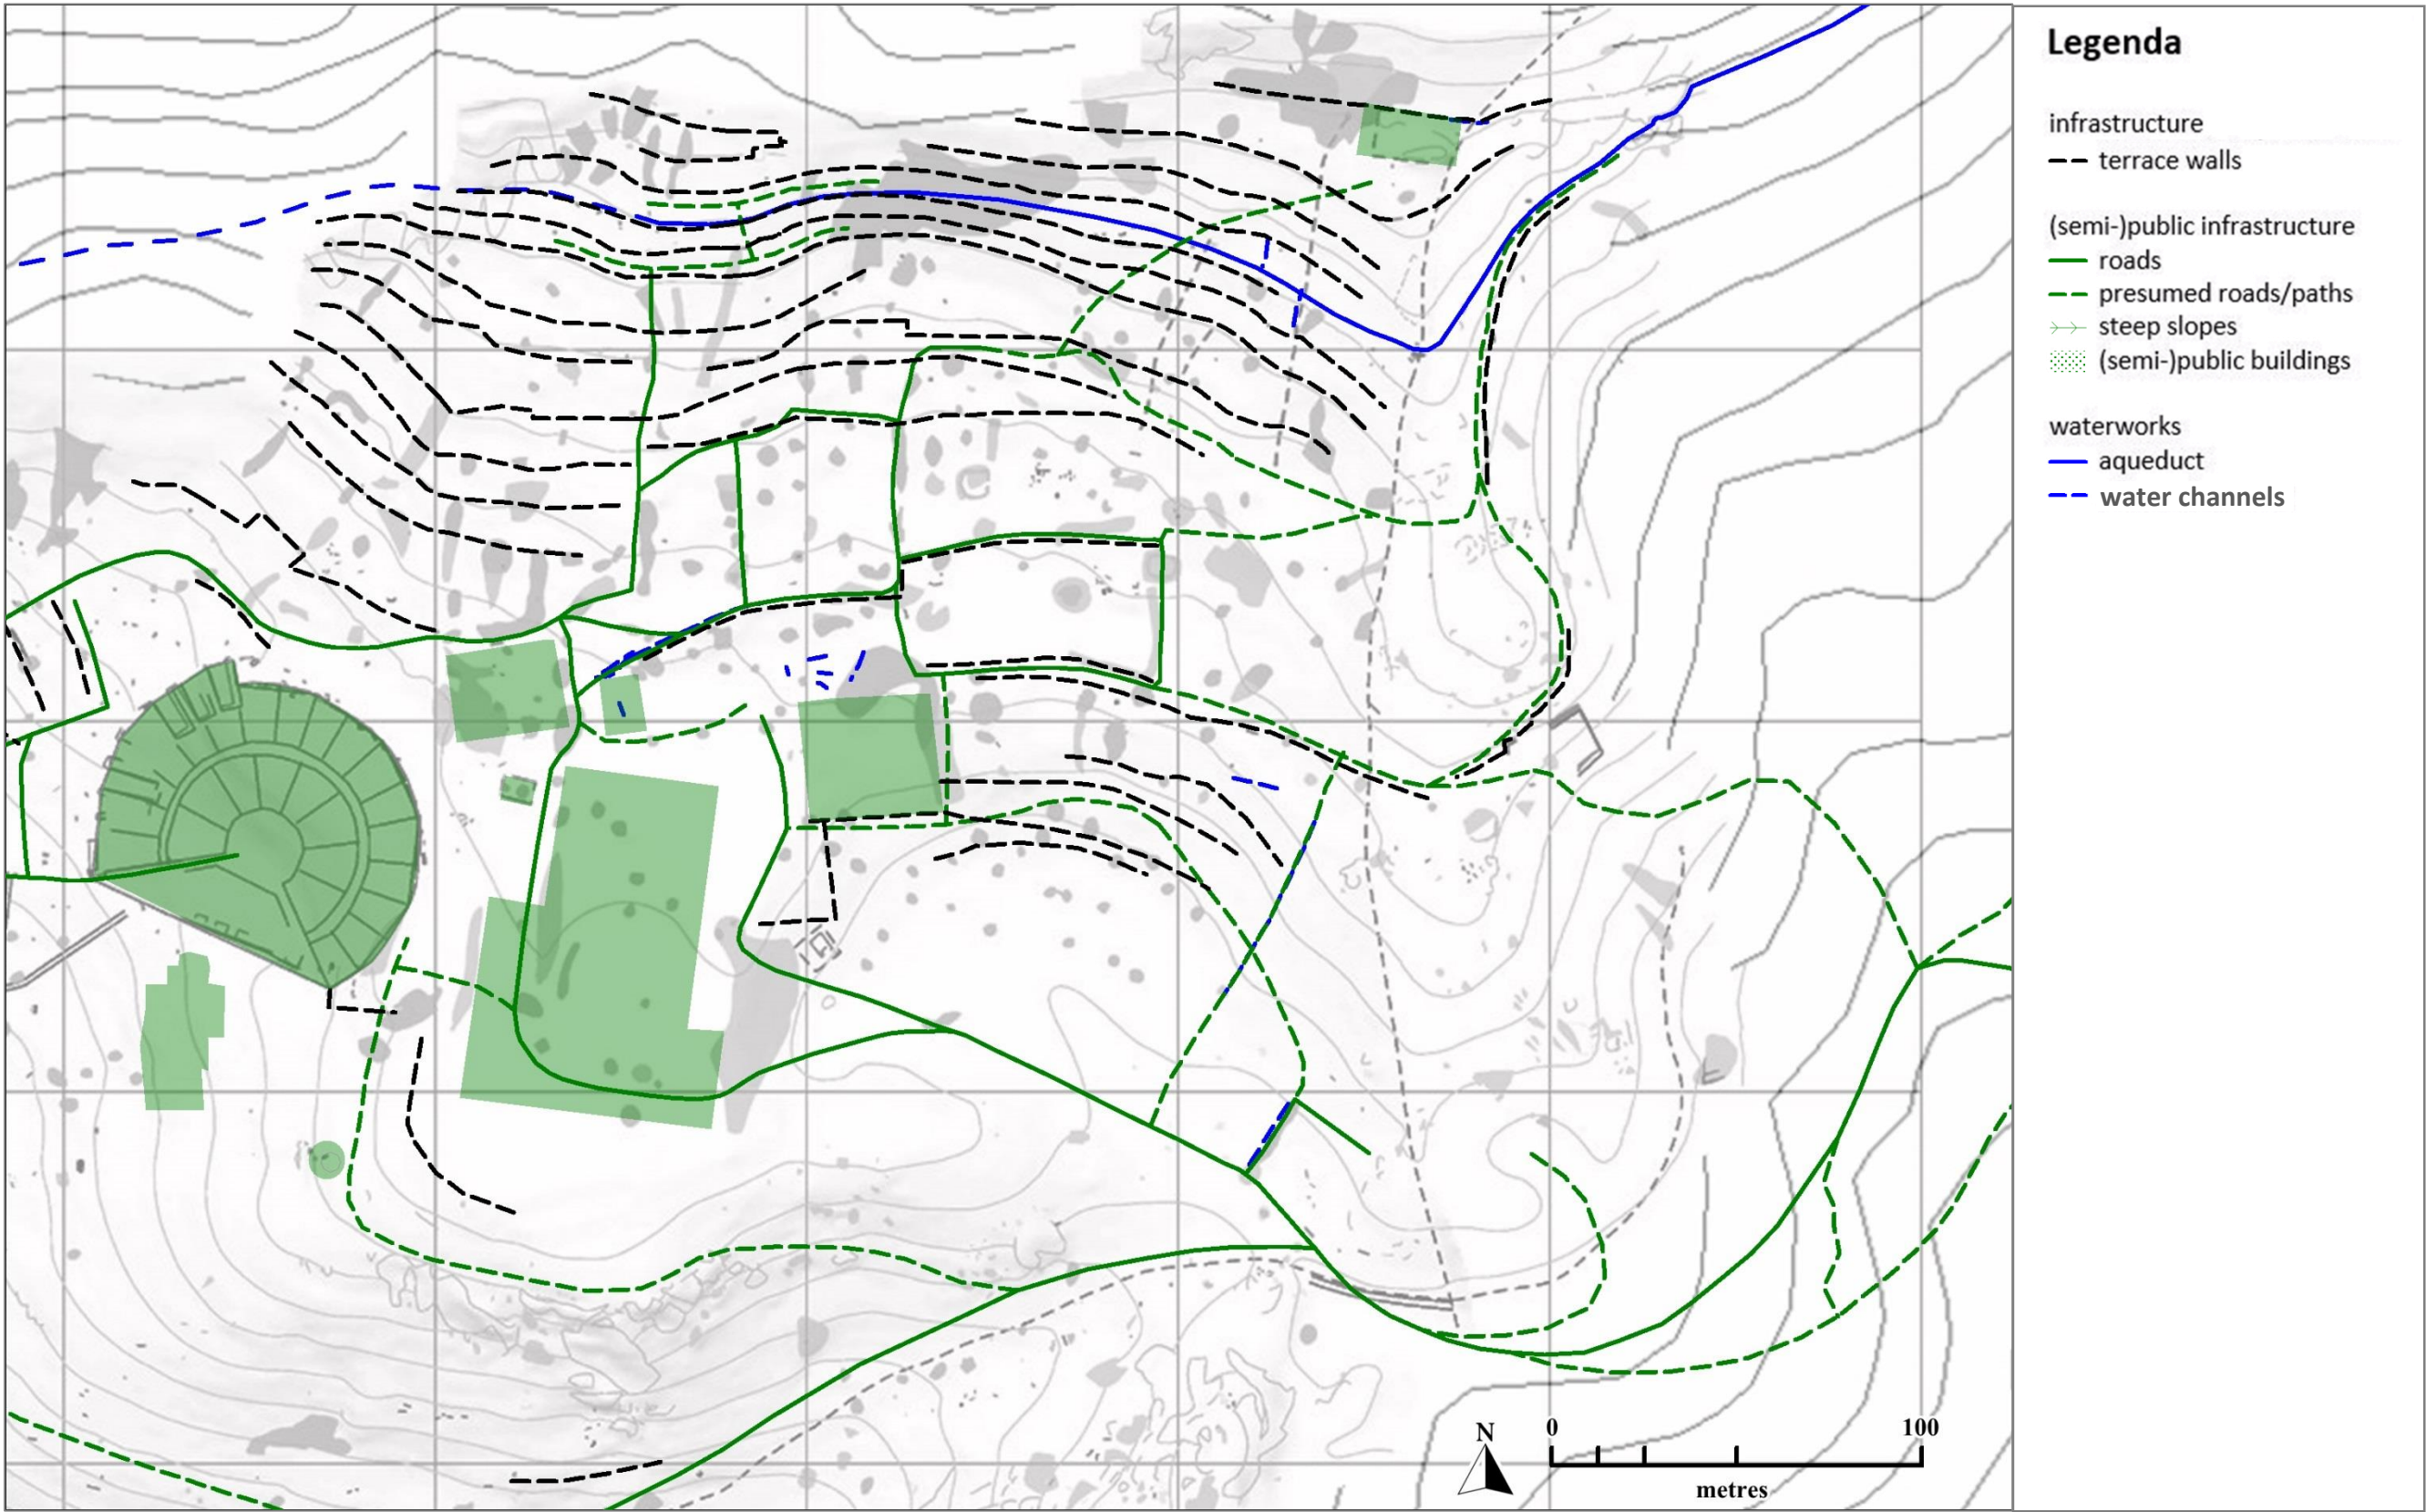 Legenda
infrastructure
terrace walls
(semi-)public infrastructure
roads
presumed roads/paths
steep slopes
(semi-)public buildings
waterworks
aqueduct
water channels
N
0 100
metres